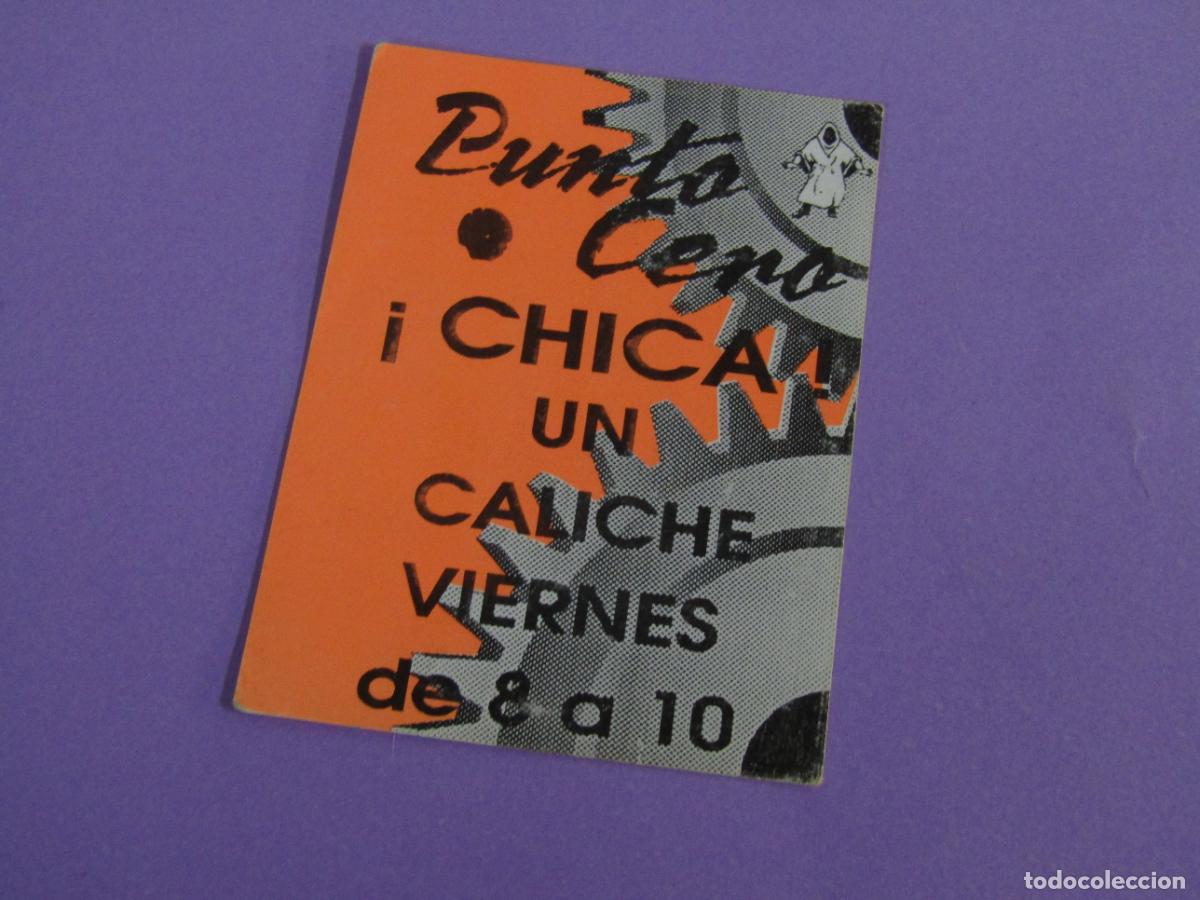 Punto
Cero
¡CHICA!
UN
CALICHE
VIERNES
de 8 a 10
todocoleccion